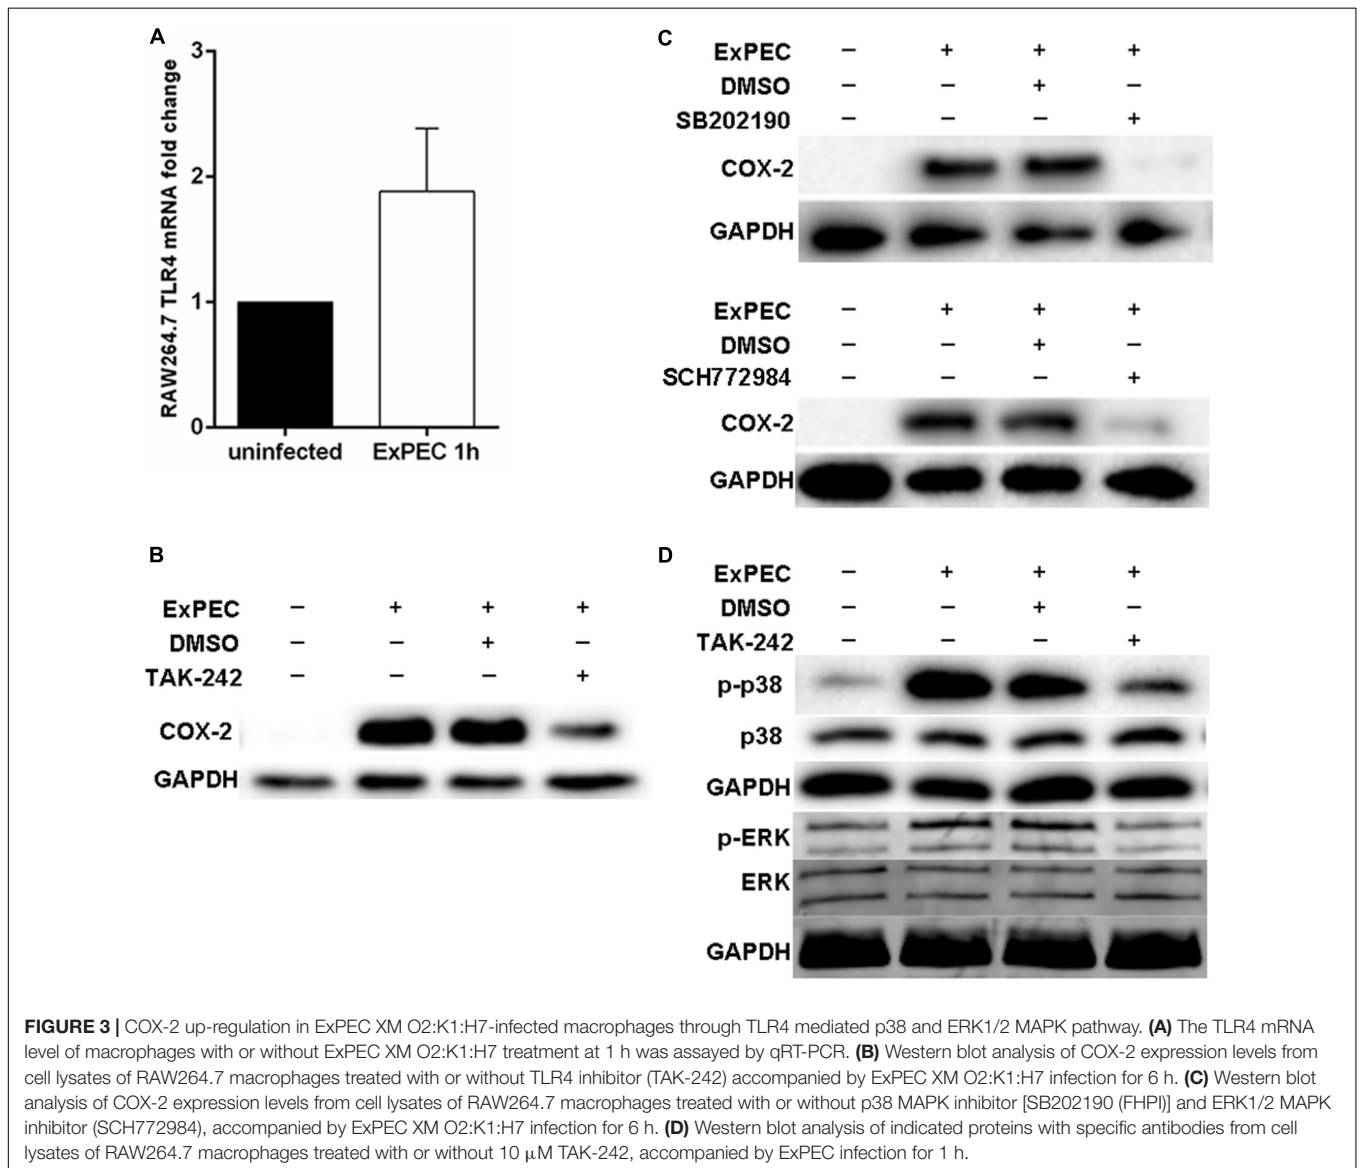 A
RAW264.7 TLR4 mRNA fold change
3
2
1
0
uninfected ExPEC 1h
B
ExPEC − + + +
DMSO − − + −
TAK-242 − − − +
COX-2
GAPDH
C
ExPEC − + + +
DMSO − − + −
SB202190 − − − +
COX-2
GAPDH
ExPEC − + + +
DMSO − − + −
SCH772984 − − − +
COX-2
GAPDH
D
ExPEC − + + +
DMSO − − + −
TAK-242 − − − +
p-p38
p38
GAPDH
p-ERK
ERK
GAPDH
FIGURE 3 | COX-2 up-regulation in ExPEC XM O2:K1:H7-infected macrophages through TLR4 mediated p38 and ERK1/2 MAPK pathway. (A) The TLR4 mRNA
level of macrophages with or without ExPEC XM O2:K1:H7 treatment at 1 h was assayed by qRT-PCR. (B) Western blot analysis of COX-2 expression levels from
cell lysates of RAW264.7 macrophages treated with or without TLR4 inhibitor (TAK-242) accompanied by ExPEC XM O2:K1:H7 infection for 6 h. (C) Western blot
analysis of COX-2 expression levels from cell lysates of RAW264.7 macrophages treated with or without p38 MAPK inhibitor [SB202190 (FHPI)] and ERK1/2 MAPK
inhibitor (SCH772984), accompanied by ExPEC XM O2:K1:H7 infection for 6 h. (D) Western blot analysis of indicated proteins with specific antibodies from cell
lysates of RAW264.7 macrophages treated with or without 10 μM TAK-242, accompanied by ExPEC infection for 1 h.